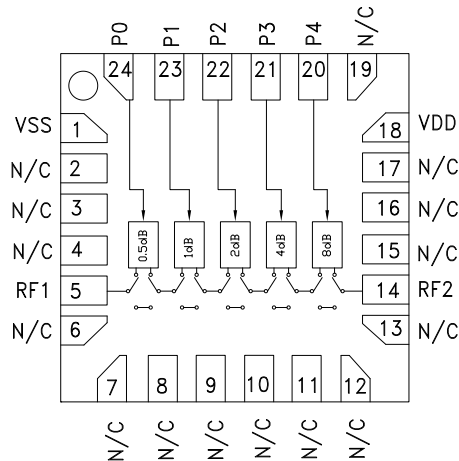 P0 P1 P2 P3 P4 N/C
24 23 22 21 20 19
VSS 1 18 VDD
N/C 2 17 N/C
N/C 3 16 N/C
0.5dB 1dB 2dB 4dB 8dB
N/C 4 15 N/C
RF1 5 14 RF2
N/C 6 13 N/C
7 8 9 10 11 12
N/C N/C N/C N/C N/C N/C